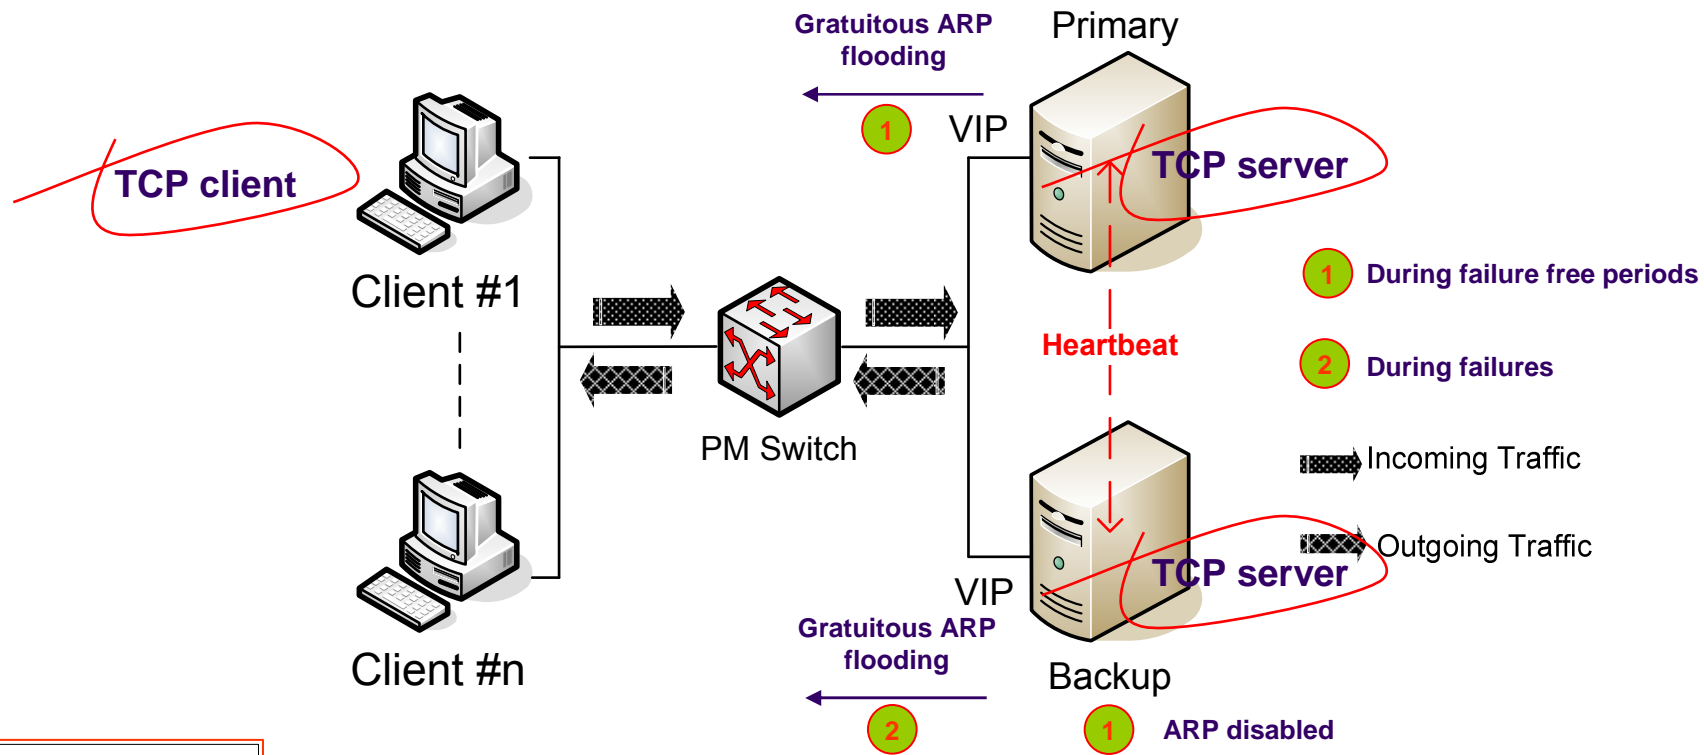 Gratuitous ARP
flooding
1
Primary
VIP
TCP client
TCP server
Client #1
1 During failure free periods
Heartbeat
2 During failures
PM Switch
Incoming Traffic
Outgoing Traffic
TCP server
VIP
Gratuitous ARP
flooding
2
Client #n
Backup
1 ARP disabled